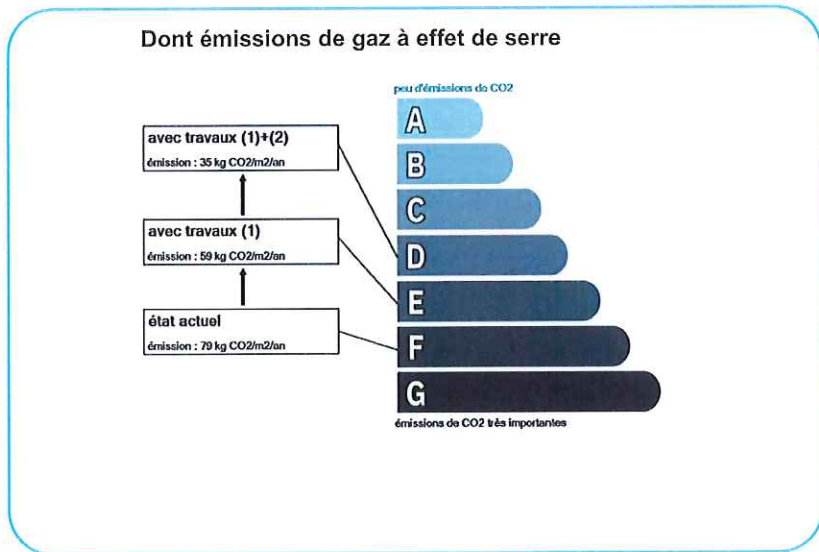 Dont émissions de gaz à effet de serre
peu d'émissions de CO2
A
avec travaux (1)+(2)
émission : 35 kg CO2/m2/an
B
C
avec travaux (1)
émission : 59 kg CO2/m2/an
D
E
état actuel
émission : 79 kg CO2/m2/an
F
G
émissions de CO2 très importantes